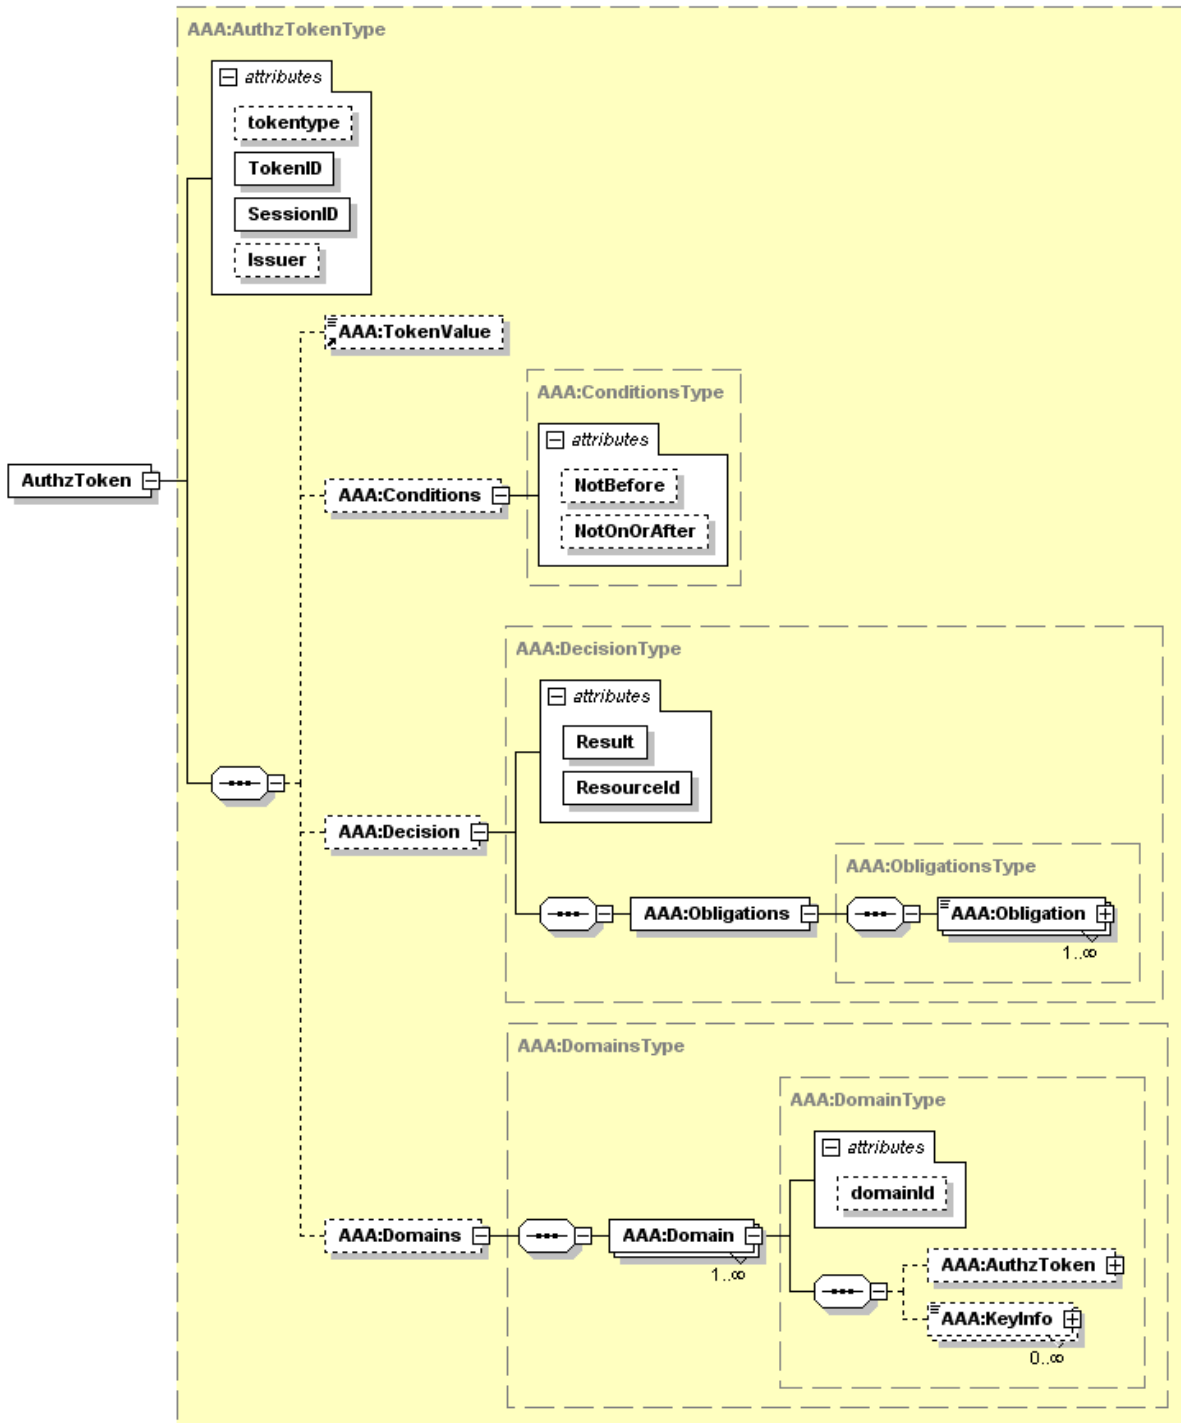 AAA:AuthzTokenType
attributes
tokentype
TokenID
SessionID
Issuer
AAA:TokenValue
AAA:ConditionsType
attributes
AuthzToken
AAA:Conditions
NotBefore
NotOnOrAfter
AAA:DecisionType
attributes
Result
ResourceId
AAA:Decision
AAA:ObligationsType
AAA:Obligations
AAA:Obligation
1..∞
AAA:DomainsType
AAA:DomainType
attributes
domainId
AAA:Domains
AAA:Domain
1..∞
AAA:AuthzToken
AAA:KeyInfo
0..∞